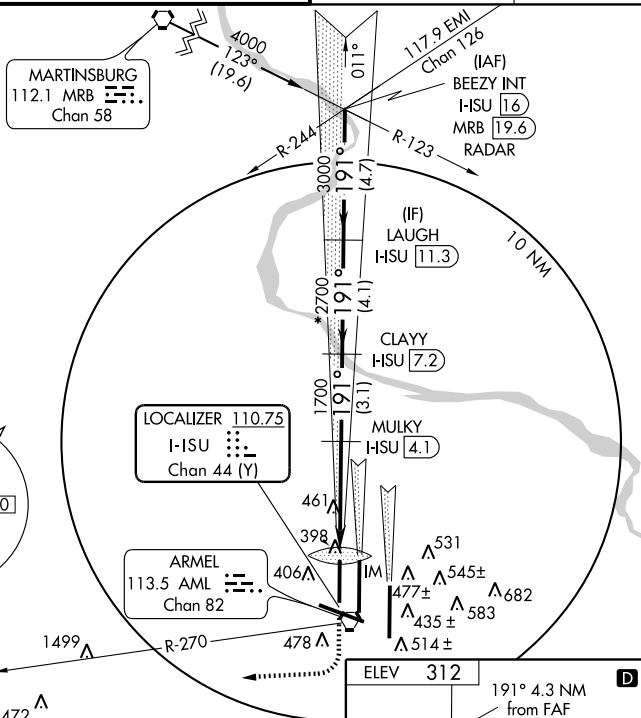 4000
123°
(19.6)
MARTINSBURG
112.1 MRB
Chan 58
011°
117.9 EMI
Chan 126
(IAF)
BEEZY INT
I-ISU 16
MRB 19.6
RADAR
R-244
R-123
3000
191°
(4.7)
(IF)
LAUGH
I-ISU 11.3
10 NM
*2700
191°
(4.1)
CLAYY
I-ISU 7.2
1700
191°
(3.1)
LOCALIZER 110.75
I-ISU
Chan 44 (Y)
MULKY
I-ISU 4.1
0
461
398
531
ARMEL
113.5 AML
Chan 82
406
IM
477±
545±
682
435±
583
1499
R-270
478
514±
ELEV 312
D
191° 4.3 NM
from FAF
472